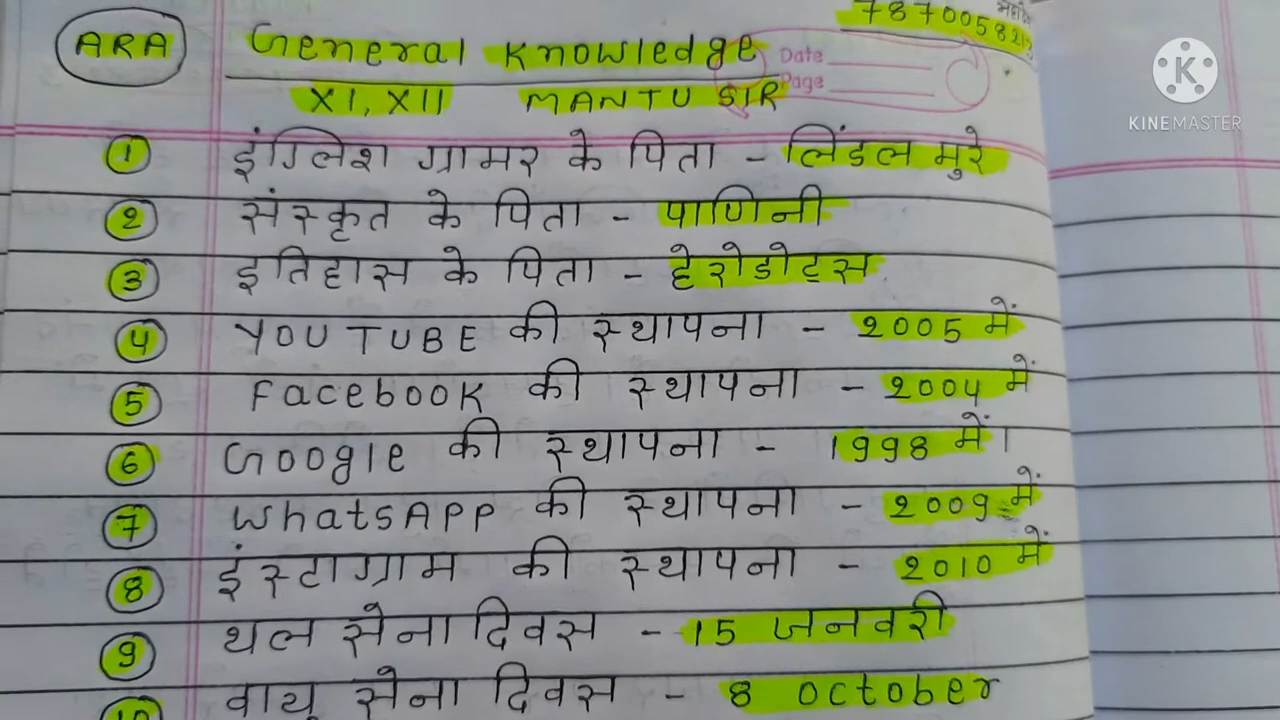 7870058213
ARA General Knowledge
Date
Page
XI, XII MANTU SIR
K
KINEMASTER
1 इंग्लिश ग्रामर के पिता - लिंडल मुरे
2 संस्कृत के पिता - पाणिनी
3 इतिहास के पिता - हेरोडोट्स
4 YOUTUBE की स्थापना - 2005 में
5 Facebook की स्थापना - 2004 में
6 Google की स्थापना - 1998 में।
7 WhatsAPP की स्थापना - 2009 में
8 इंस्टाग्राम की स्थापना - 2010 में
9 थल सेना दिवस - 15 जनवरी
10 वायु सेना दिवस - 8 October